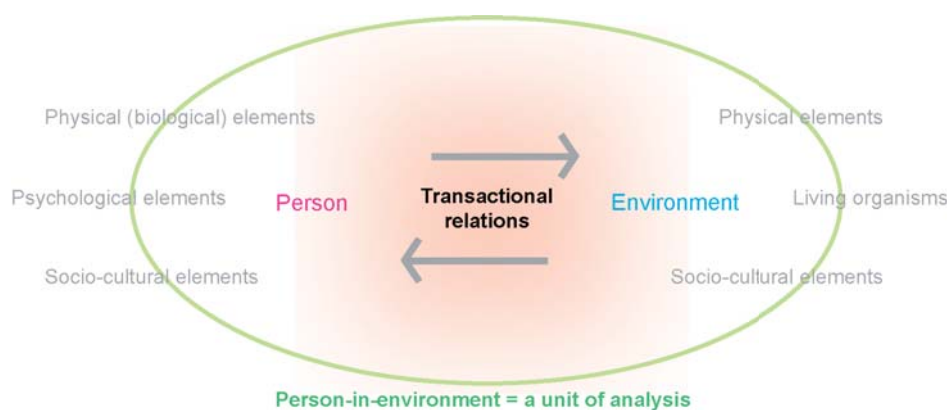 Physical (biological) elements
Physical elements
Psychological elements
Person
Transactional
relations
Environment
Living organisms
Socio-cultural elements
Socio-cultural elements
Person-in-environment = a unit of analysis